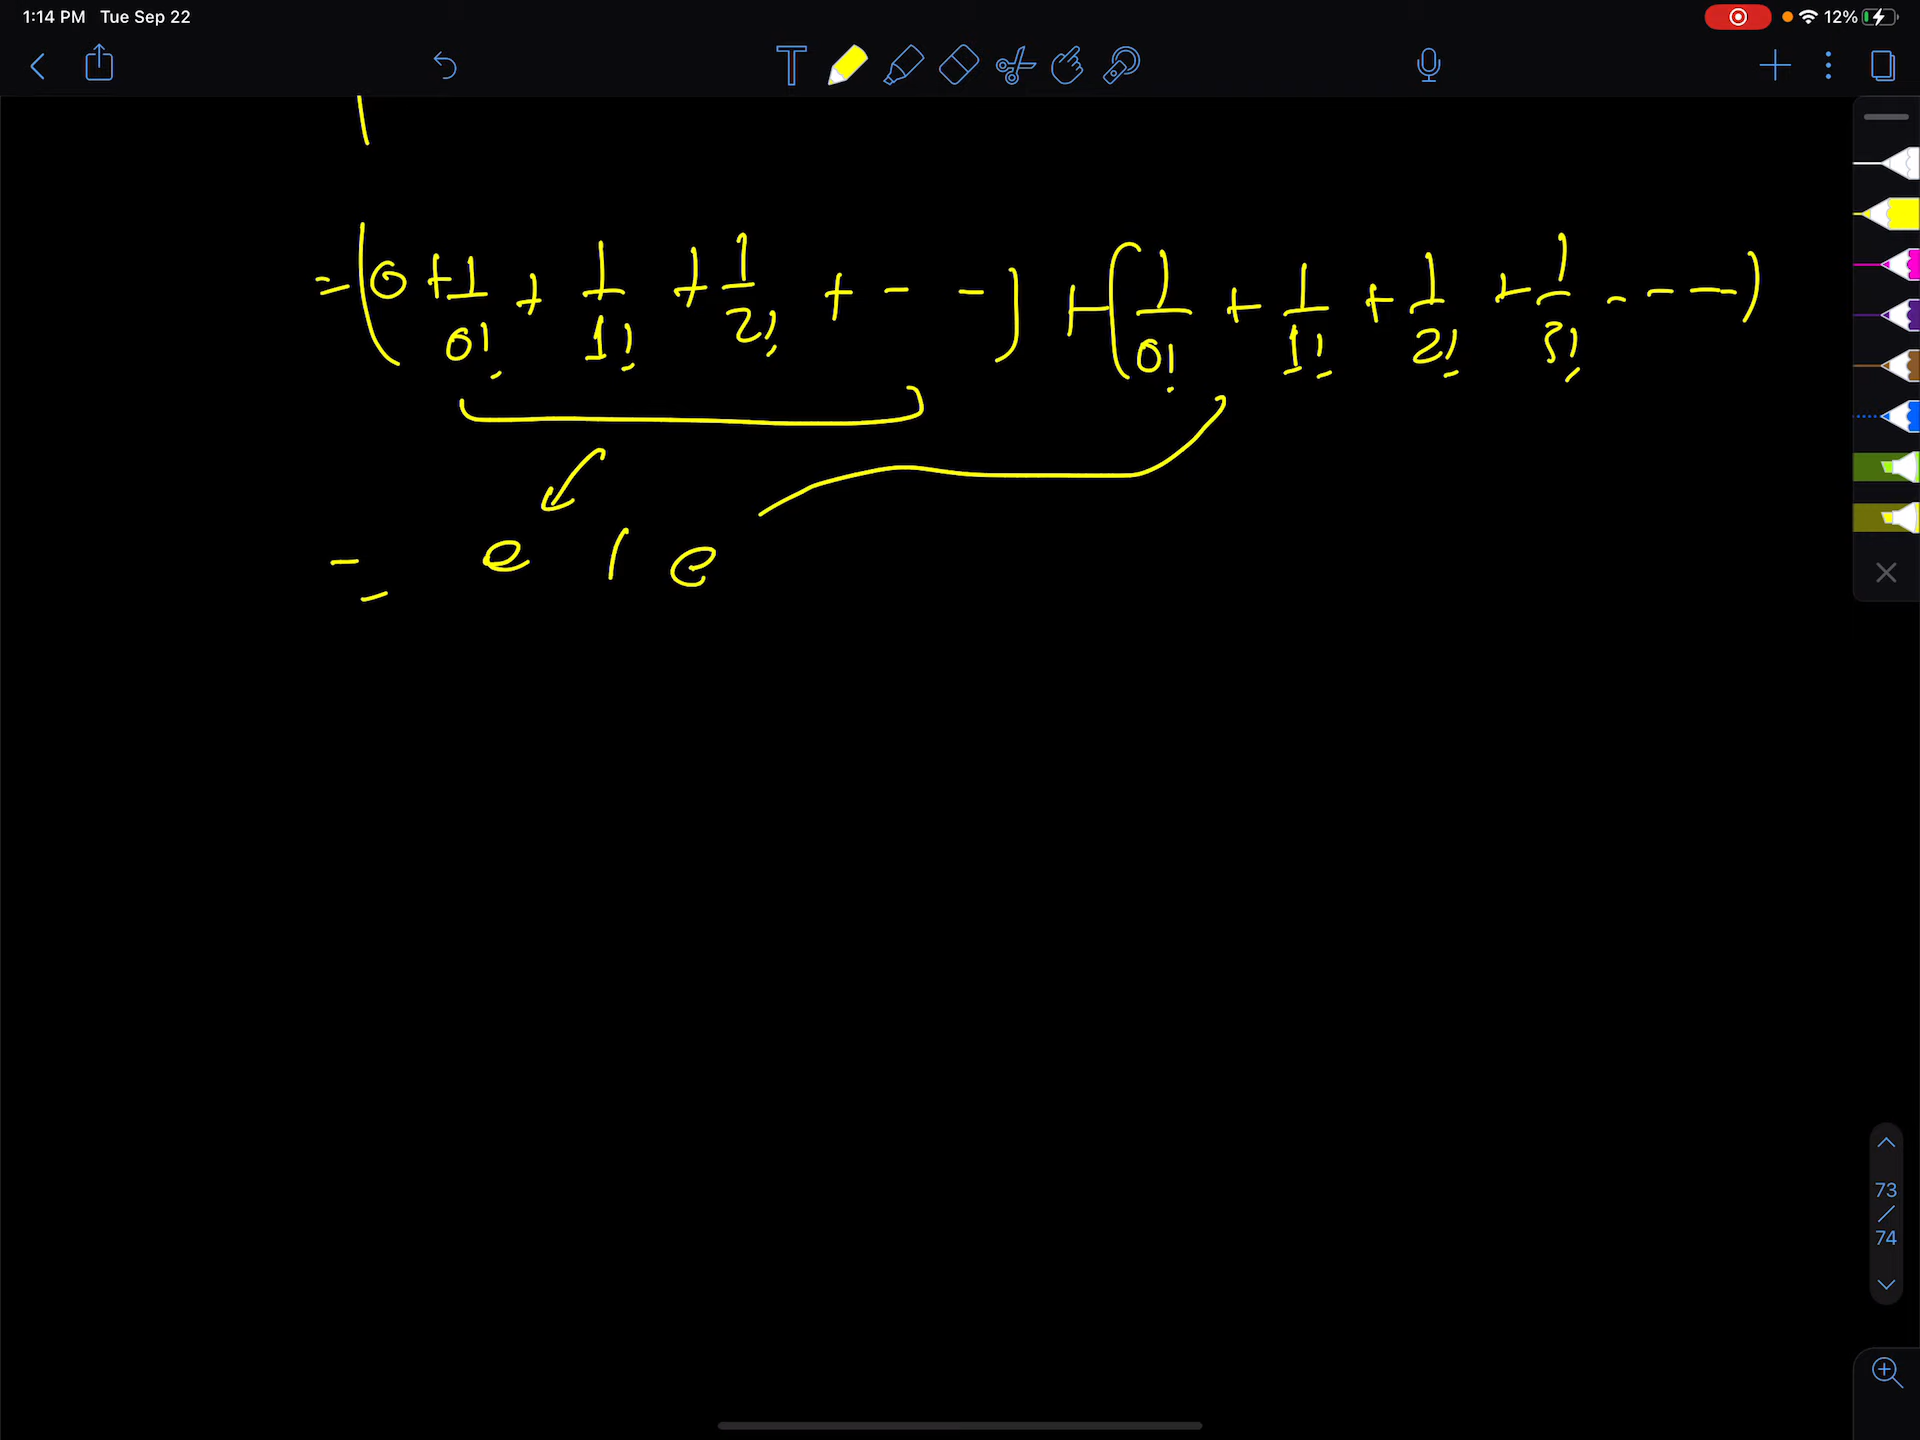 1:14 PM Tue Sep 22
12%
= (0 + 1/0! + 1/1! + 1/2! + - -) + (1/0! + 1/1! + 1/2! + 1/3! - - - -)
= e / e
73
/
74